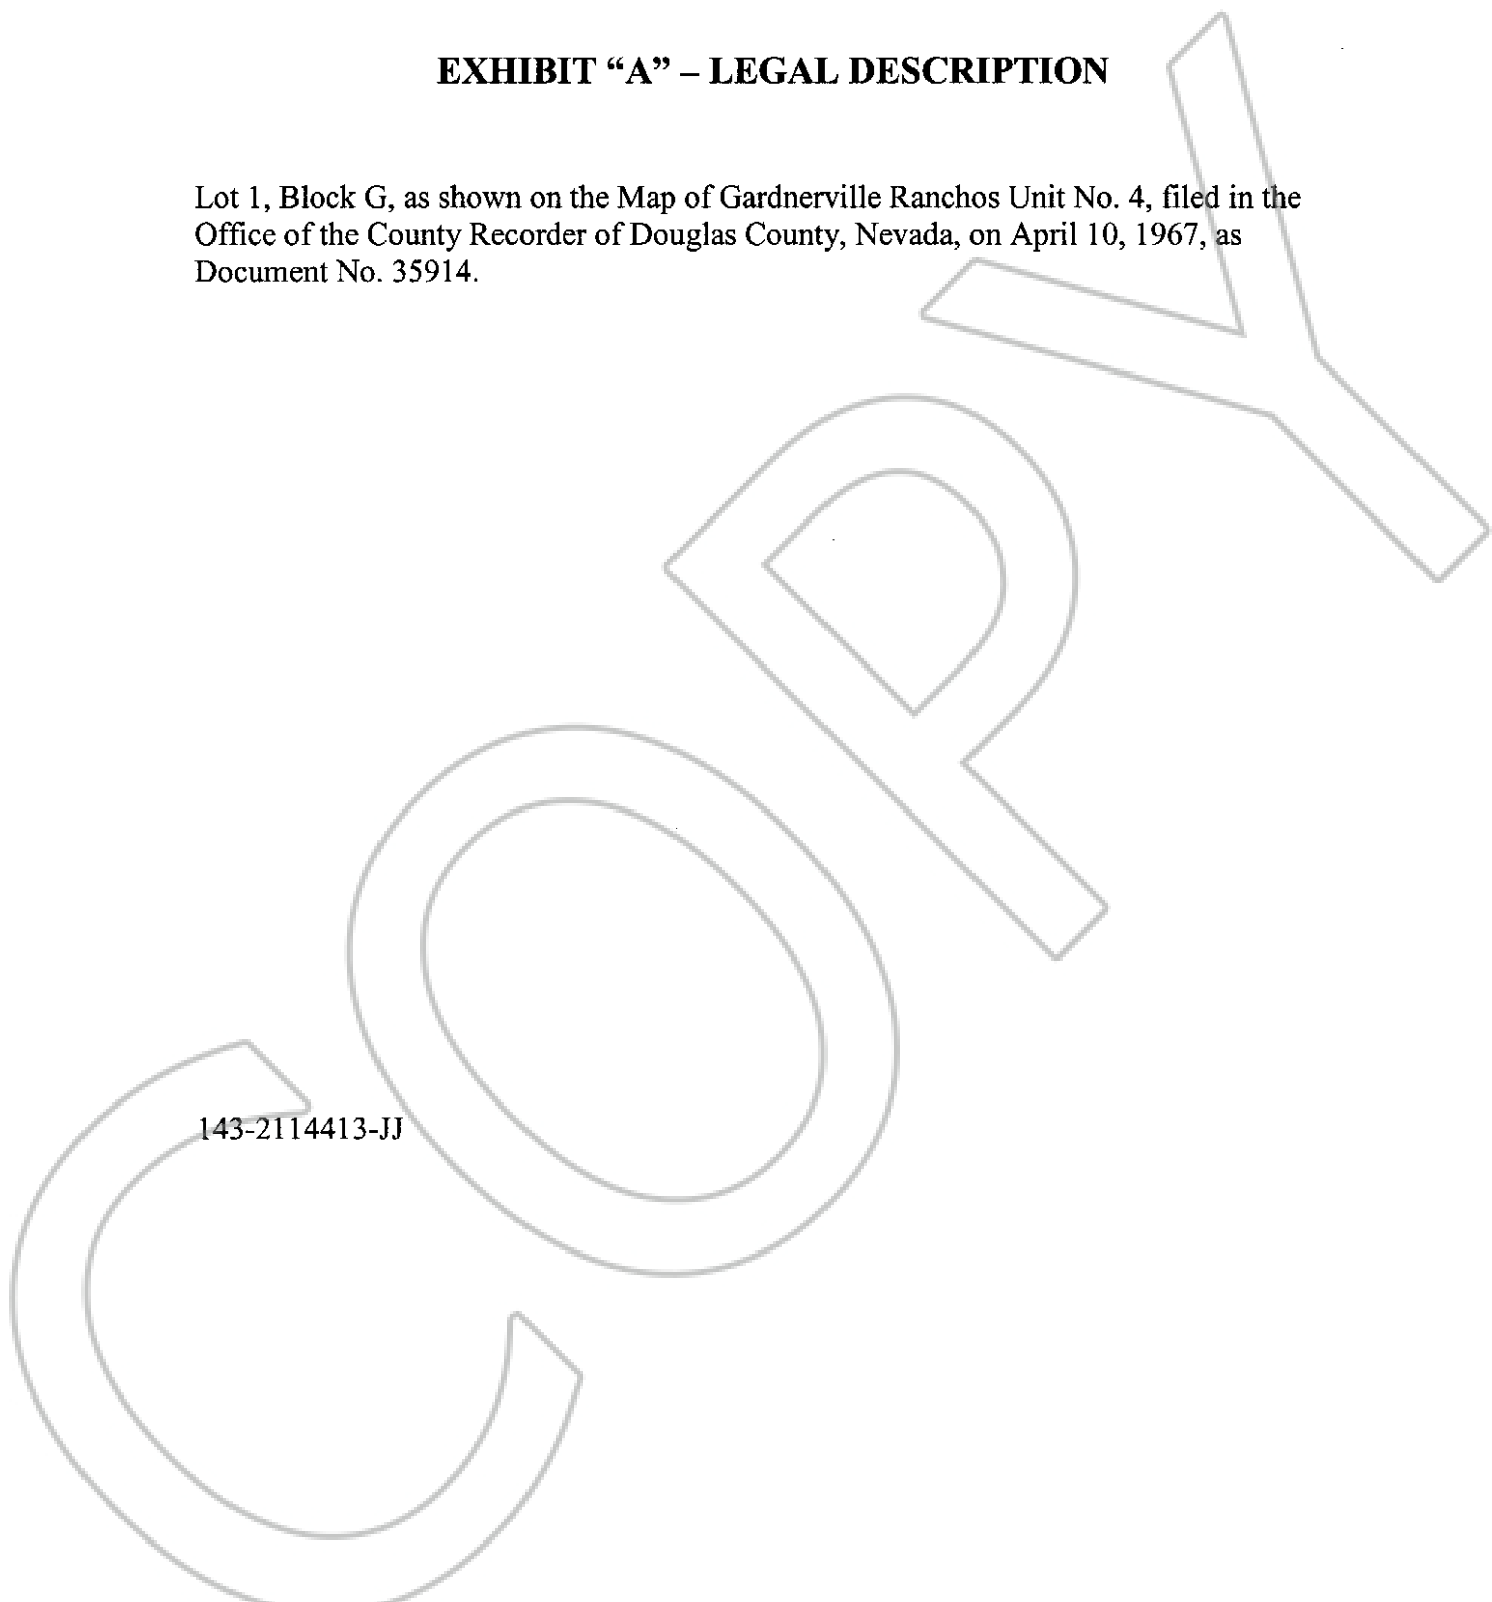 EXHIBIT “A” – LEGAL DESCRIPTION
Lot 1, Block G, as shown on the Map of Gardnerville Ranchos Unit No. 4, filed in the
Office of the County Recorder of Douglas County, Nevada, on April 10, 1967, as
Document No. 35914.
COPY
143-2114413-JJ